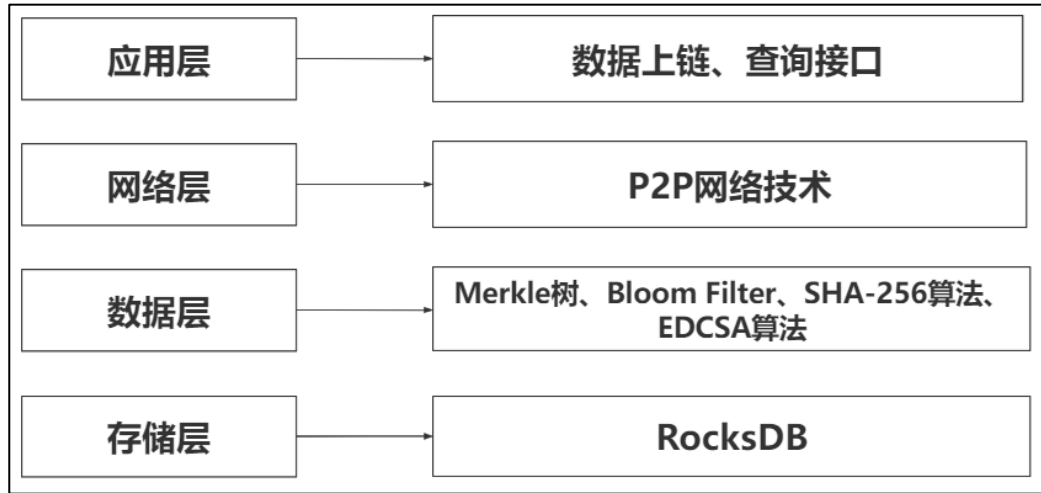 应用层
数据上链、查询接口
网络层
P2P网络技术
数据层
Merkle树、Bloom Filter、SHA-256算法、
EDCSA算法
存储层
RocksDB